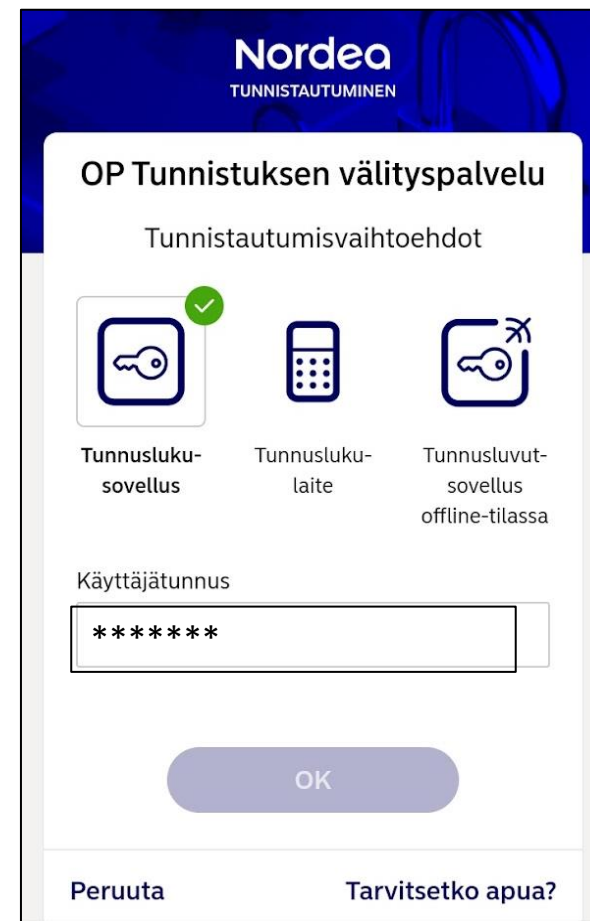 Nordea
TUNNISTAUTUMINEN
OP Tunnistuksen välityspalvelu
Tunnistautumisvaihtoehdot
Tunnusluku-
sovellus
Tunnusluku-
laite
Tunnusluvut-
sovellus
offline-tilassa
Käyttäjätunnus
*******
OK
Peruuta
Tarvitsetko apua?